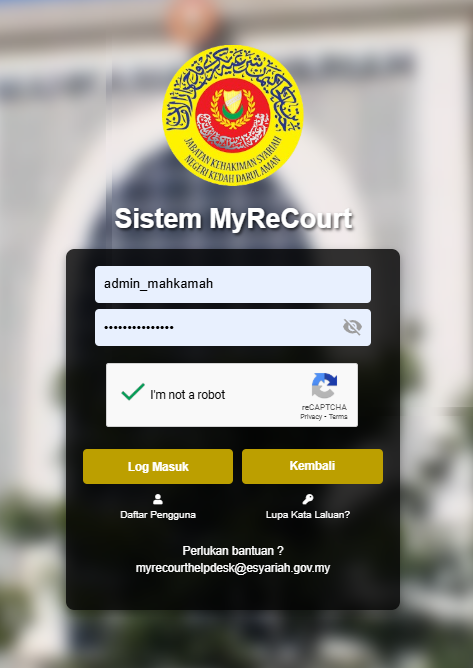 JABATAN KEHAKIMAN SYARIAH
NEGERI KEDAH DARUL AMAN
Sistem MyReCourt
admin_mahkamah
•••••••••••••••
I'm not a robot
reCAPTCHA
Privacy - Terms
Log Masuk
Kembali
Daftar Pengguna
Lupa Kata Laluan?
Perlukan bantuan ?
myrecourthelpdesk@esyariah.gov.my